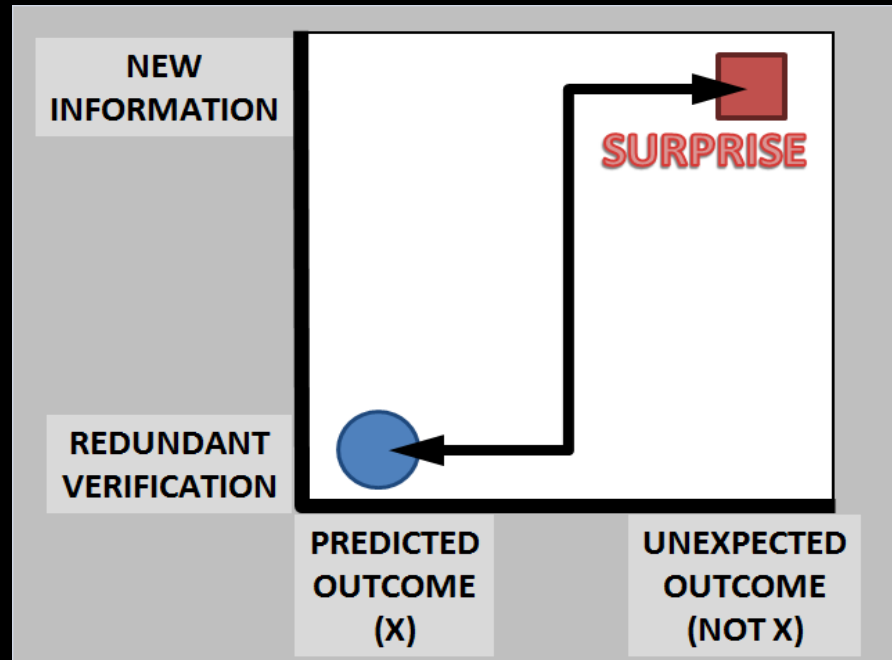 NEW
INFORMATION
SURPRISE
REDUNDANT
VERIFICATION
PREDICTED
OUTCOME
(X)
UNEXPECTED
OUTCOME
(NOT X)